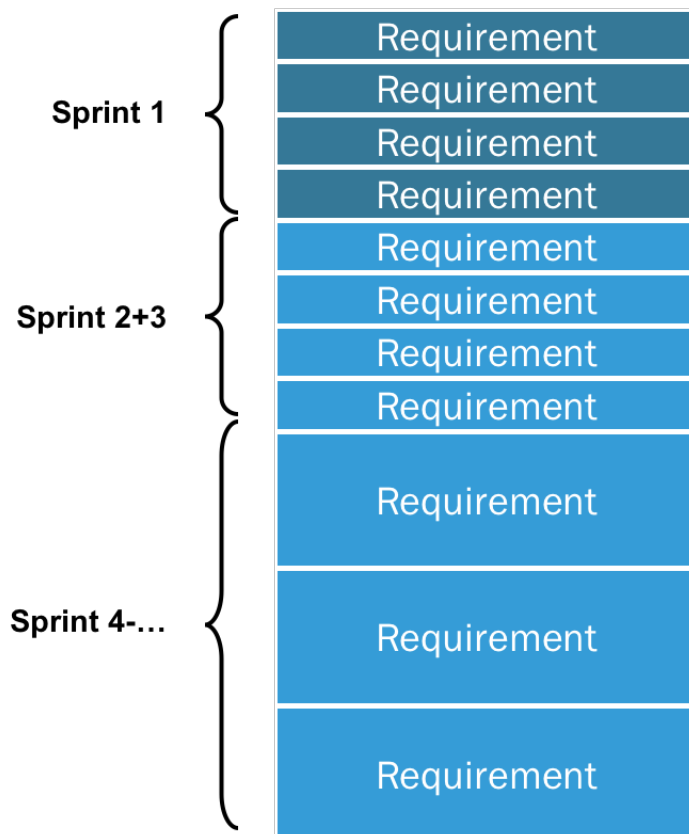 Sprint 1
Requirement
Requirement
Requirement
Requirement
Sprint 2+3
Requirement
Requirement
Requirement
Requirement
Sprint 4-...
Requirement
Requirement
Requirement